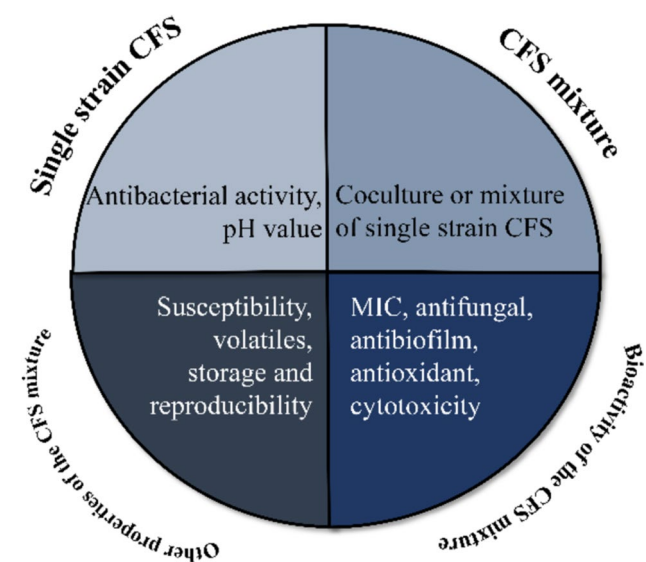 Single strain CFS
CFS mixture
Antibacterial activity,
pH value
Coculture or mixture
of single strain CFS
Susceptibility,
volatiles,
storage and
reproducibility
MIC, antifungal,
antibiofilm,
antioxidant,
cytotoxicity
Other properties of the CFS mixture
Bioactivity of the CFS mixture